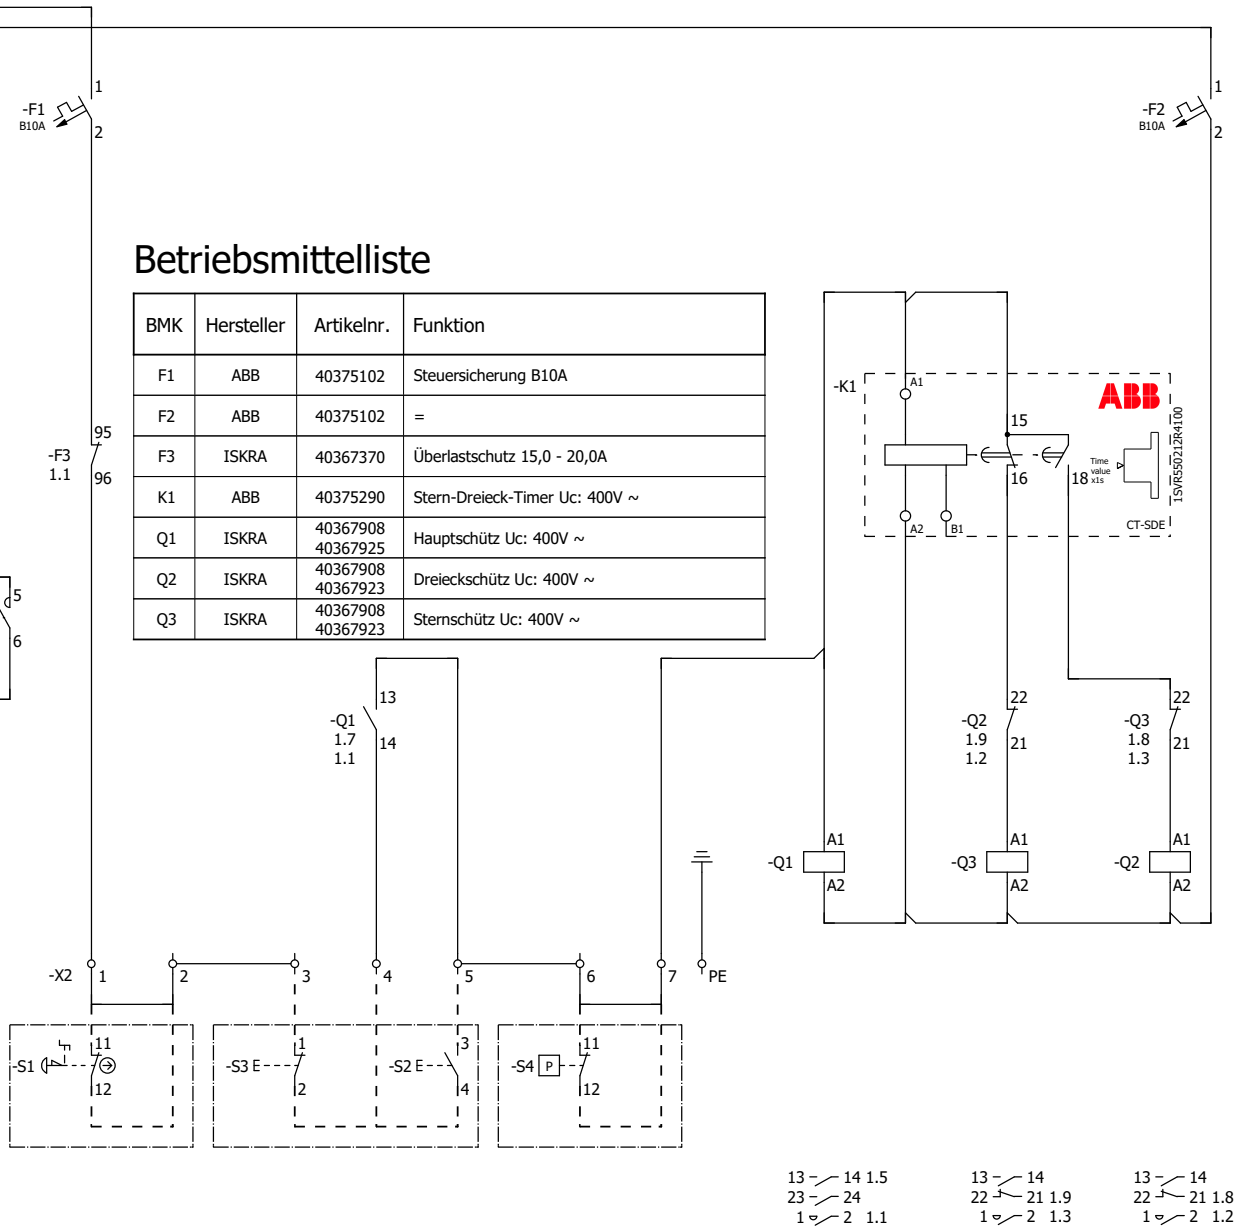 1
-F1
B10A
2
1
-F2
B10A
2
Betriebsmittelliste
BMK Hersteller Artikelnr. Funktion
F1 ABB 40375102 Steuersicherung B10A
F2 ABB 40375102 =
F3 ISKRA 40367370 Überlastschutz 15,0 - 20,0A
K1 ABB 40375290 Stern-Dreieck-Timer Uc: 400V ~
Q1 ISKRA 40367908 40367925 Hauptschütz Uc: 400V ~
Q2 ISKRA 40367908 40367923 Dreieckschütz Uc: 400V ~
Q3 ISKRA 40367908 40367923 Sternschütz Uc: 400V ~
95
-F3
1.1
96
5
6
-K1
A1
ABB
15
16
18
Time
value
x1s
1SVR550212R4100
A2
B1
CT-SDE
13
-Q1
1.7
14
1.1
22
-Q2
1.9
21
1.2
22
-Q3
1.8
21
1.3
A1
-Q1
A2
A1
-Q3
A2
A1
-Q2
A2
-X2 1 2 3 4 5 6 7 PE
11
-S1
12
1
-S3 E
2
3
-S2 E
4
11
-S4 P
12
13 14 1.5
23 24
1 2 1.1
13 14
22 21 1.9
1 2 1.3
13 14
22 21 1.8
1 2 1.2